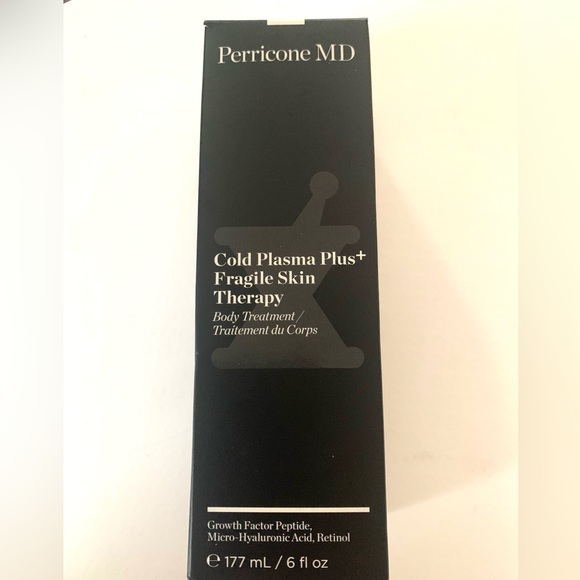 Perricone MD
Cold Plasma Plus+
Fragile Skin
Therapy
Body Treatment /
Traitement du Corps
Growth Factor Peptide,
Micro-Hyaluronic Acid, Retinol
℮ 177 mL / 6 fl oz